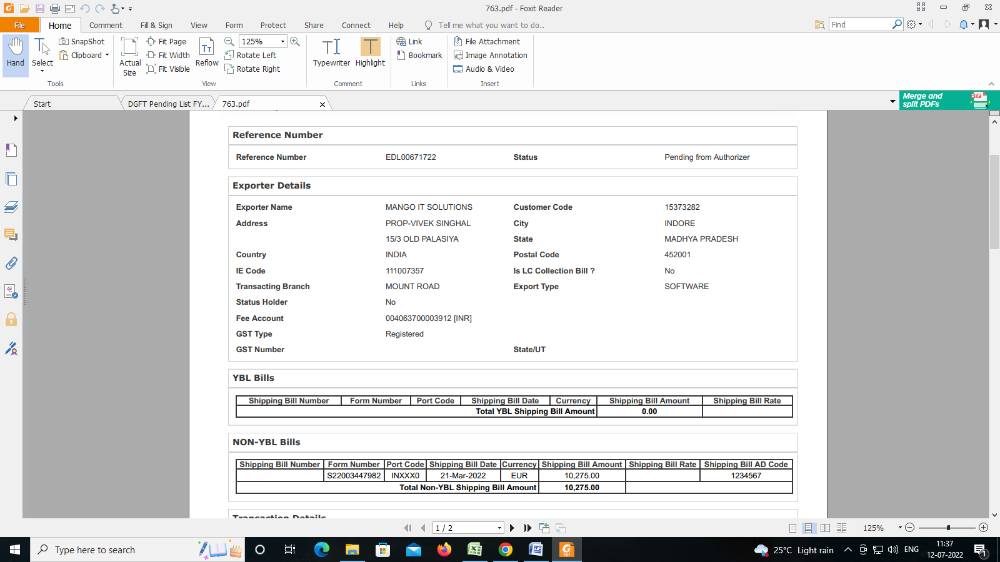 763.pdf - Foxit Reader
File Home Comment Fill & Sign View Form Protect Share Connect Help Tell me what you want to do.. Find
Hand
Select
SnapShot
Clipboard
Tools
Actual Size
Fit Page
Fit Width
Fit Visible
Reflow
125%
Rotate Left
Rotate Right
View
Typewriter
Highlight
Comment
Link
Bookmark
Links
File Attachment
Image Annotation
Audio & Video
Insert
Start DGFT Pending List FY... 763.pdf
Merge and split PDFs
PDF
Reference Number
Reference Number EDL00671722 Status Pending from Authorizer
Exporter Details
Exporter Name MANGO IT SOLUTIONS Customer Code 15373282
Address PROP-VIVEK SINGHAL City INDORE
15/3 OLD PALASIYA State MADHYA PRADESH
Country INDIA Postal Code 452001
IE Code 111007357 Is LC Collection Bill ? No
Transacting Branch MOUNT ROAD Export Type SOFTWARE
Status Holder No
Fee Account 004063700003912 [INR]
GST Type Registered
GST Number State/UT
YBL Bills
Shipping Bill Number Form Number Port Code Shipping Bill Date Currency Shipping Bill Amount Shipping Bill Rate
Total YBL Shipping Bill Amount 0.00
NON-YBL Bills
Shipping Bill Number Form Number Port Code Shipping Bill Date Currency Shipping Bill Amount Shipping Bill Rate Shipping Bill AD Code
S22003447982 INXXX0 21-Mar-2022 EUR 10,275.00 1234567
Total Non-YBL Shipping Bill Amount 10,275.00
Transaction Details
1 / 2 125%
Type here to search 25°C Light rain ENG 11:37
12-07-2022 1